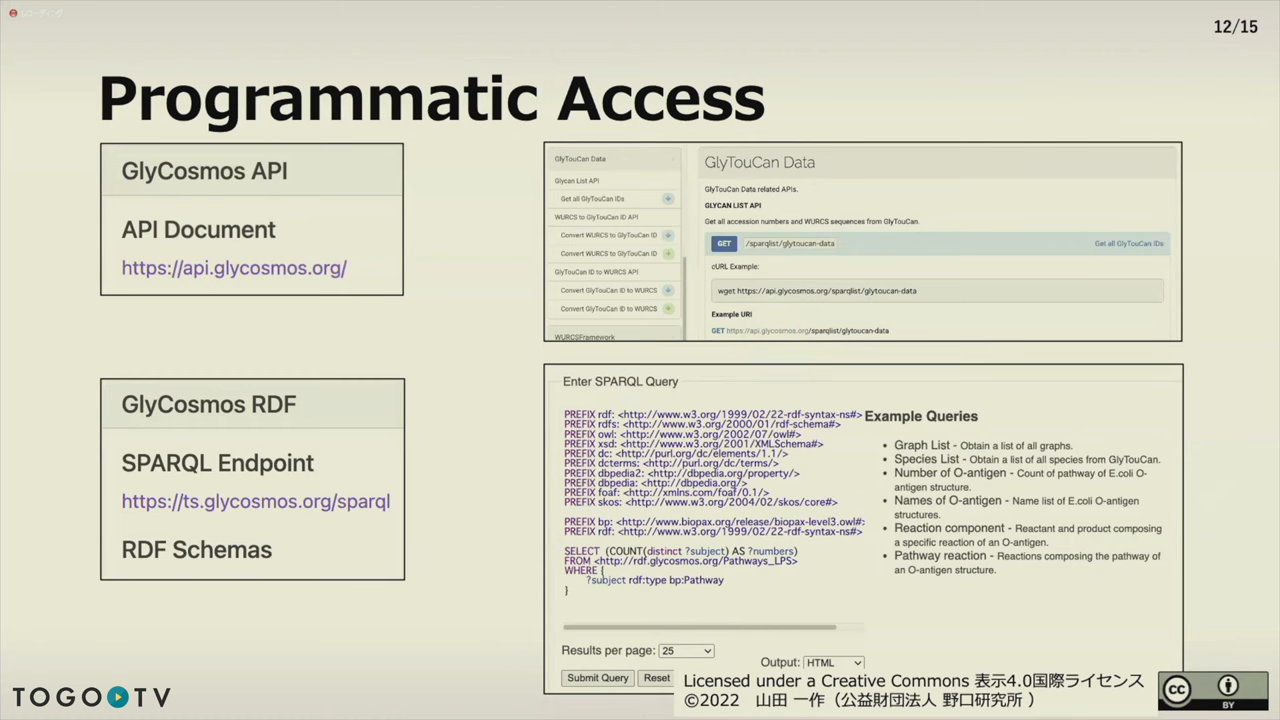 レコーディング
12/15
Programmatic Access
GlyCosmos API
API Document
https://api.glycosmos.org/
GlyTouCan Data
Glycan List API
Get all GlyTouCan IDs
WURCS to GlyTouCan ID API
Convert WURCS to GlyTouCan ID
Convert WURCS to GlyTouCan ID
GlyTouCan ID to WURCS API
Convert GlyTouCan ID to WURCS
Convert GlyTouCan ID to WURCS
WURCSFramework
GlyTouCan Data
GlyTouCan Data related APIs.
GLYCAN LIST API
Get all accession numbers and WURCS sequences from GlyTouCan.
GET /sparqlist/glytoucan-data Get all GlyTouCan IDs
cURL Example:
wget https://api.glycosmos.org/sparqlist/glytoucan-data
Example URI
GET https://api.glycosmos.org/sparqlist/glytoucan-data
GlyCosmos RDF
SPARQL Endpoint
https://ts.glycosmos.org/sparql
RDF Schemas
Enter SPARQL Query
PREFIX rdf: <http://www.w3.org/1999/02/22-rdf-syntax-ns#>
PREFIX rdfs: <http://www.w3.org/2000/01/rdf-schema#>
PREFIX owl: <http://www.w3.org/2002/07/owl#>
PREFIX xsd: <http://www.w3.org/2001/XMLSchema#>
PREFIX dc: <http://purl.org/dc/elements/1.1/>
PREFIX dcterms: <http://purl.org/dc/terms/>
PREFIX dbpedia2: <http://dbpedia.org/property/>
PREFIX dbpedia: <http://dbpedia.org/>
PREFIX foaf: <http://xmlns.com/foaf/0.1/>
PREFIX skos: <http://www.w3.org/2004/02/skos/core#>
PREFIX bp: <http://www.biopax.org/release/biopax-level3.owl#>
PREFIX rdf: <http://www.w3.org/1999/02/22-rdf-syntax-ns#>
SELECT (COUNT(distinct ?subject) AS ?numbers)
FROM <http://rdf.glycosmos.org/Pathways_LPS>
WHERE {
?subject rdf:type bp:Pathway
}
Example Queries
• Graph List - Obtain a list of all graphs.
• Species List - Obtain a list of all species from GlyTouCan.
• Number of O-antigen - Count of pathway of E.coli O-
antigen structure.
• Names of O-antigen - Name list of E.coli O-antigen
structures.
• Reaction component - Reactant and product composing
a specific reaction of an O-antigen.
• Pathway reaction - Reactions composing the pathway of
an O-antigen structure.
Results per page: 25
Output: HTML
Submit Query Reset
Licensed under a Creative Commons 表示4.0国際ライセンス
©2022 山田 一作（公益財団法人 野口研究所 ）
cc BY
TOGO TV